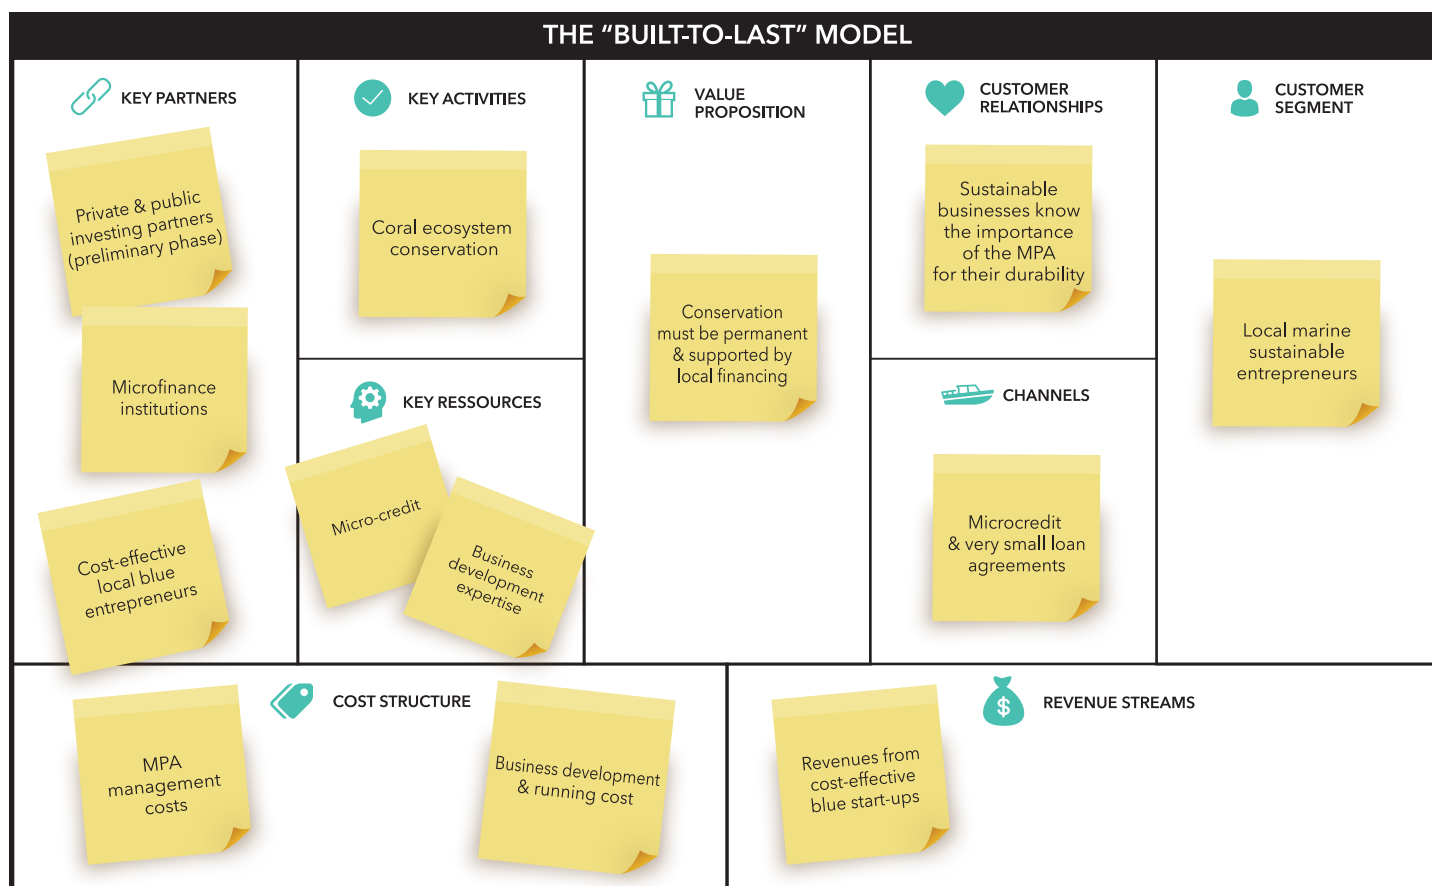 THE “BUILT-TO-LAST” MODEL
KEY PARTNERS
Private & public
investing partners
(preliminary phase)
Microfinance
institutions
Cost-effective
local blue
entrepreneurs
KEY ACTIVITIES
Coral ecosystem
conservation
KEY RESSOURCES
Micro-credit
Business
development
expertise
VALUE
PROPOSITION
Conservation
must be permanent
& supported by
local financing
CUSTOMER
RELATIONSHIPS
Sustainable
businesses know
the importance
of the MPA
for their durability
CHANNELS
Microcredit
& very small loan
agreements
CUSTOMER
SEGMENT
Local marine
sustainable
entrepreneurs
COST STRUCTURE
MPA
management
costs
Business development
& running cost
REVENUE STREAMS
$
Revenues from
cost-effective
blue start-ups